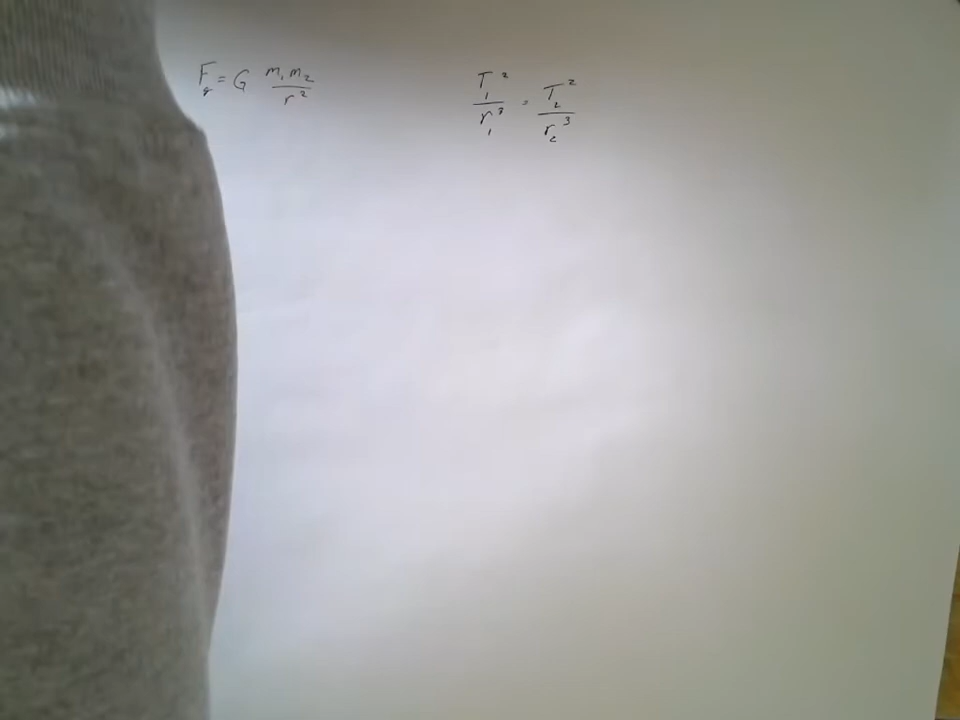 F_g = G m₁m₂/r²
T₁²/r₁³ = T₂²/r₂³